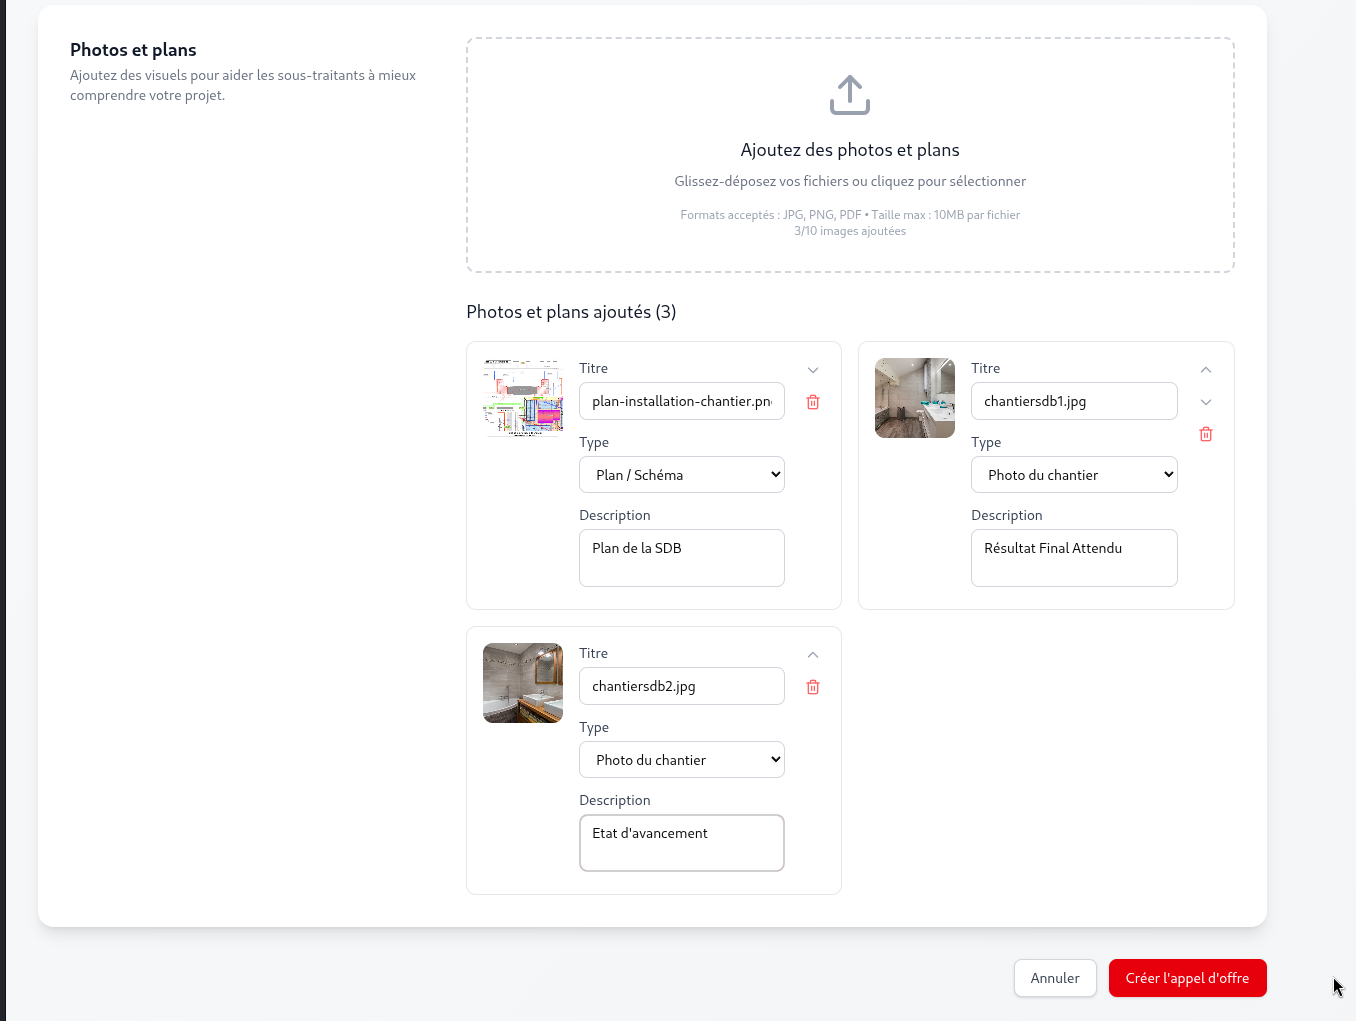 Photos et plans
Ajoutez des visuels pour aider les sous-traitants à mieux
comprendre votre projet.
Ajoutez des photos et plans
Glissez-déposez vos fichiers ou cliquez pour sélectionner
Formats acceptés : JPG, PNG, PDF • Taille max : 10MB par fichier
3/10 images ajoutées
Photos et plans ajoutés (3)
Titre
plan-installation-chantier.pn
Type
Plan / Schéma
Description
Plan de la SDB
Titre
chantiersdb1.jpg
Type
Photo du chantier
Description
Résultat Final Attendu
Titre
chantiersdb2.jpg
Type
Photo du chantier
Description
Etat d'avancement
Annuler
Créer l'appel d'offre